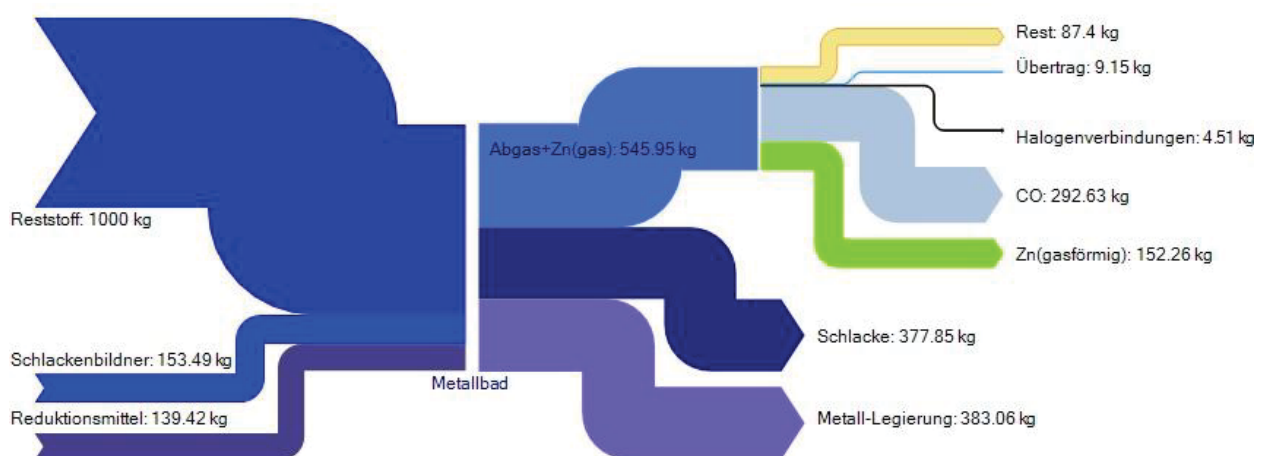 Rest: 87.4 kg
Übertrag: 9.15 kg
Halogenverbindungen: 4.51 kg
Abgas+Zn(gas): 545.95 kg
CO: 292.63 kg
Reststoff: 1000 kg
Zn(gasförmig): 152.26 kg
Schlacke: 377.85 kg
Schlackenbildner: 153.49 kg
Metallbad
Reduktionsmittel: 139.42 kg
Metall-Legierung: 383.06 kg